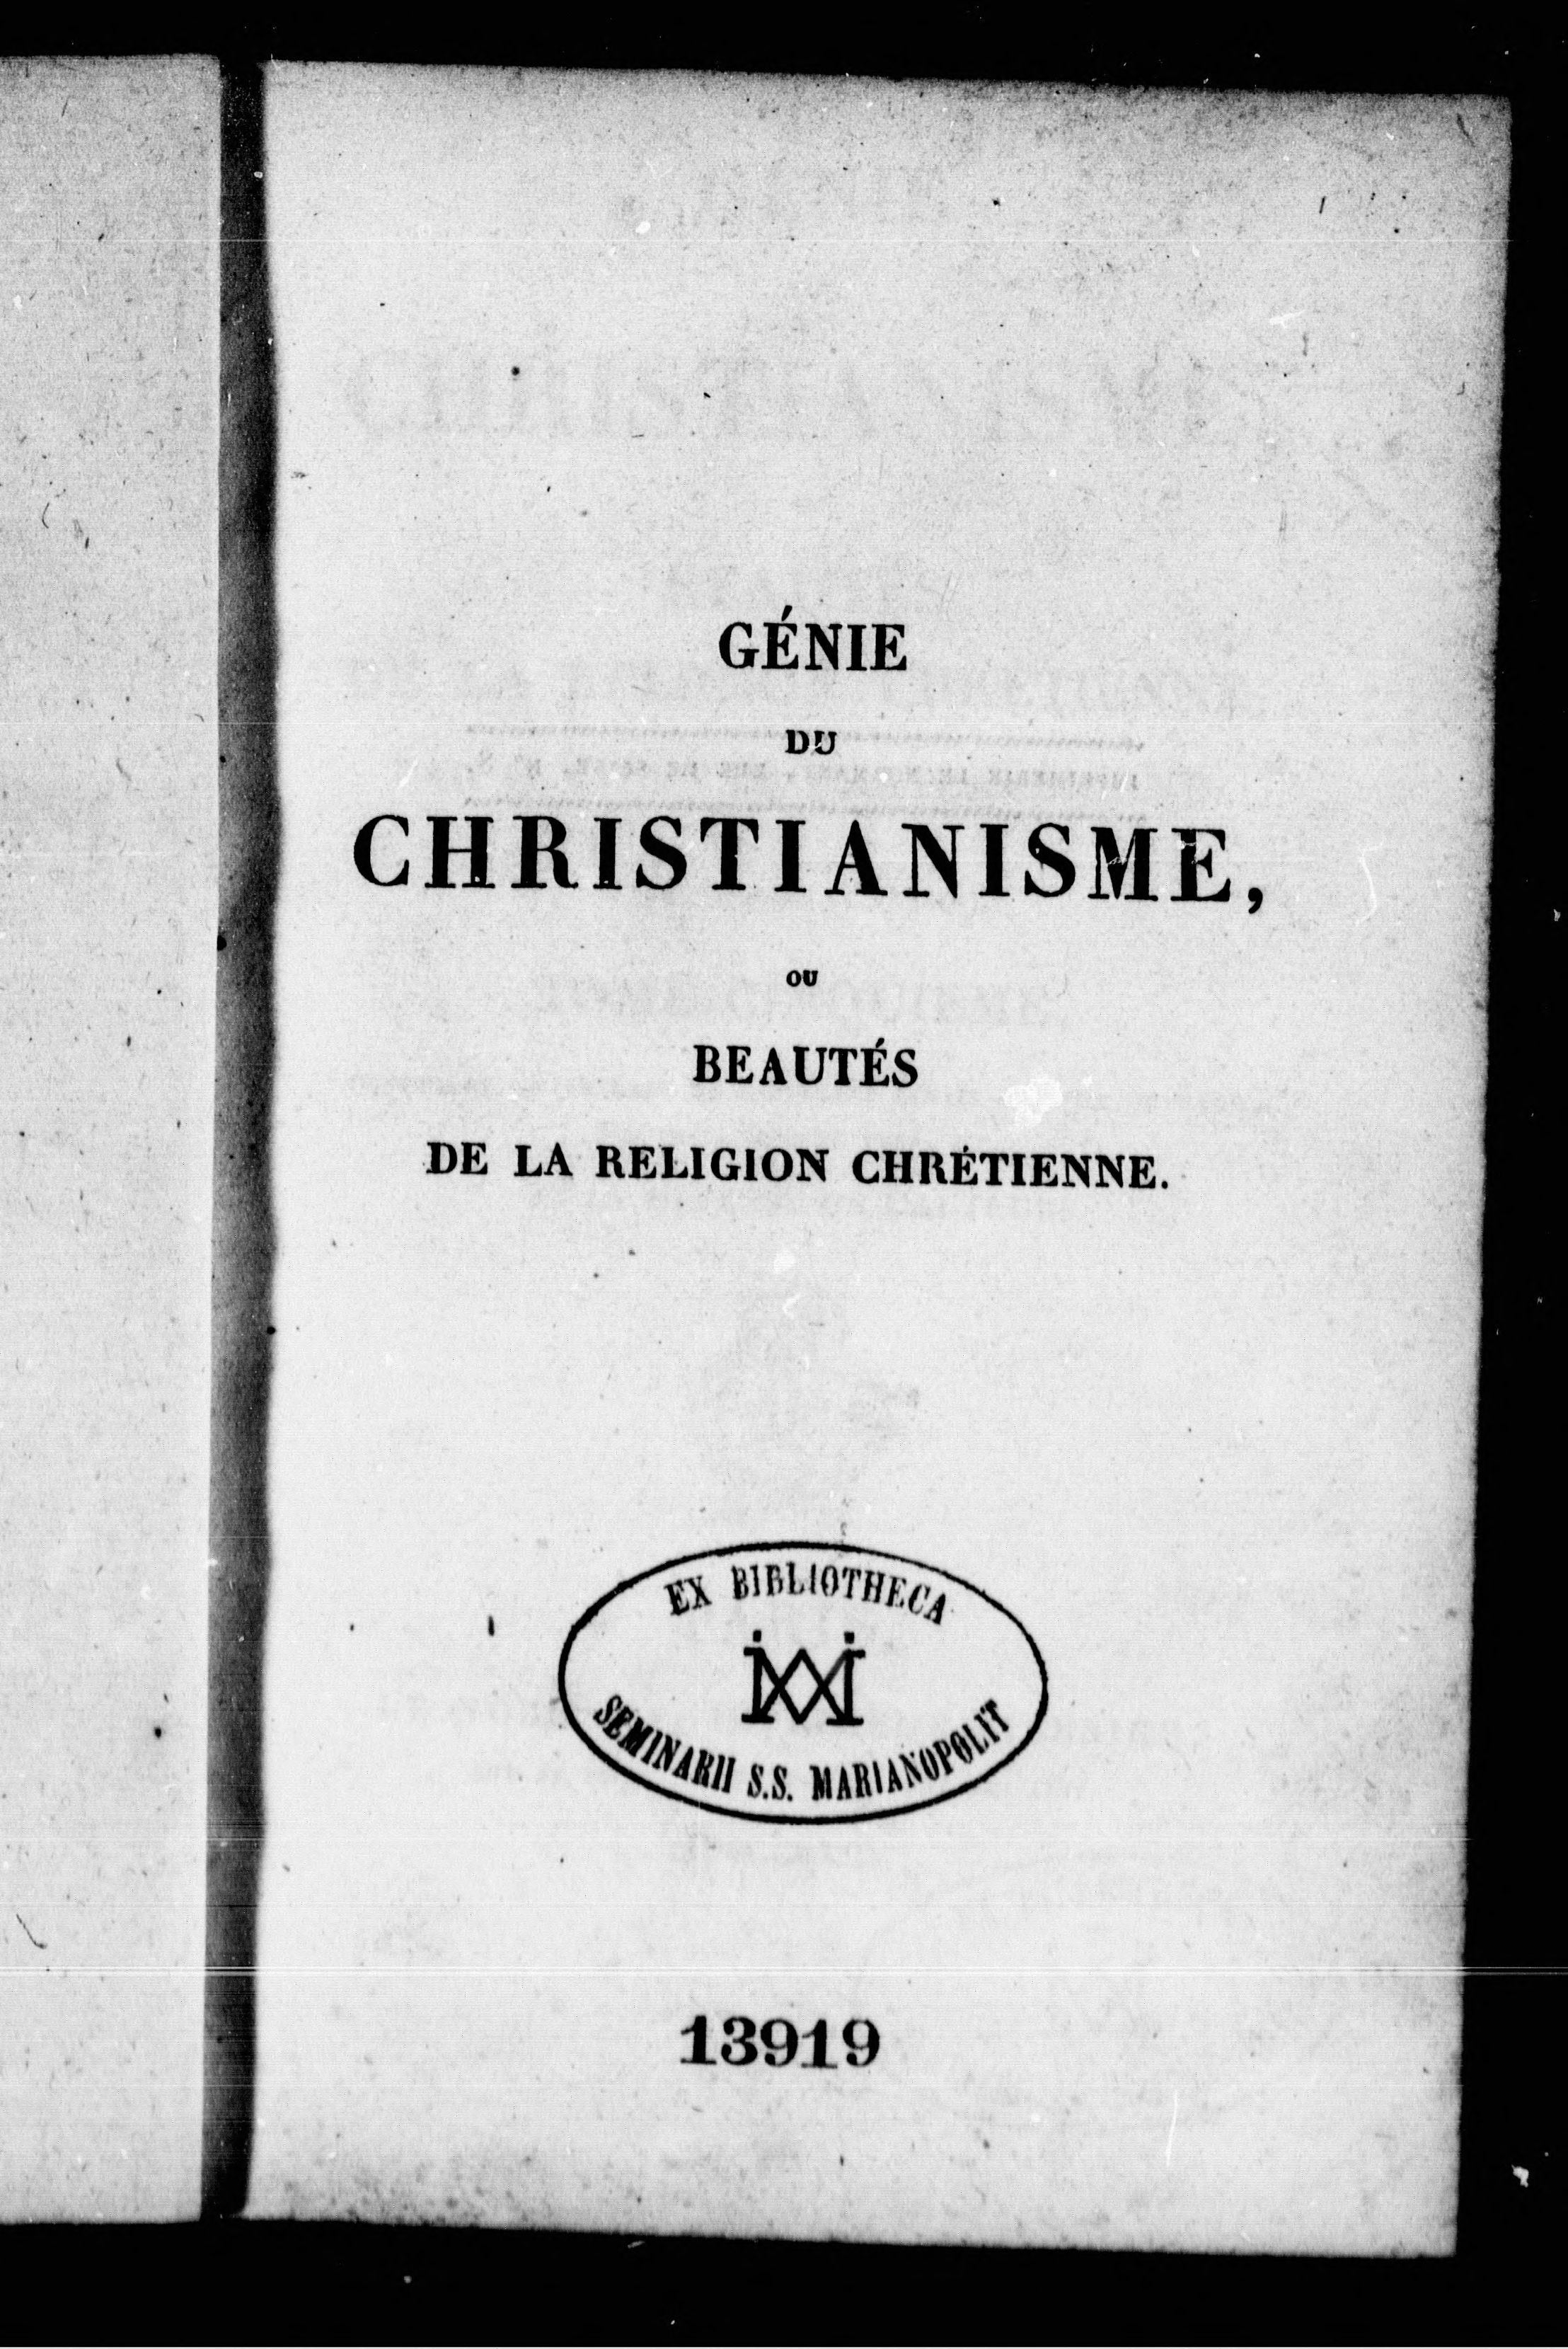 GÉNIE
DU
CHRISTIANISME,
OU
BEAUTÉS
DE LA RELIGION CHRÉTIENNE.
EX BIBLIOTHECA
SEMINARII S.S. MARIANOPOLIT
13919